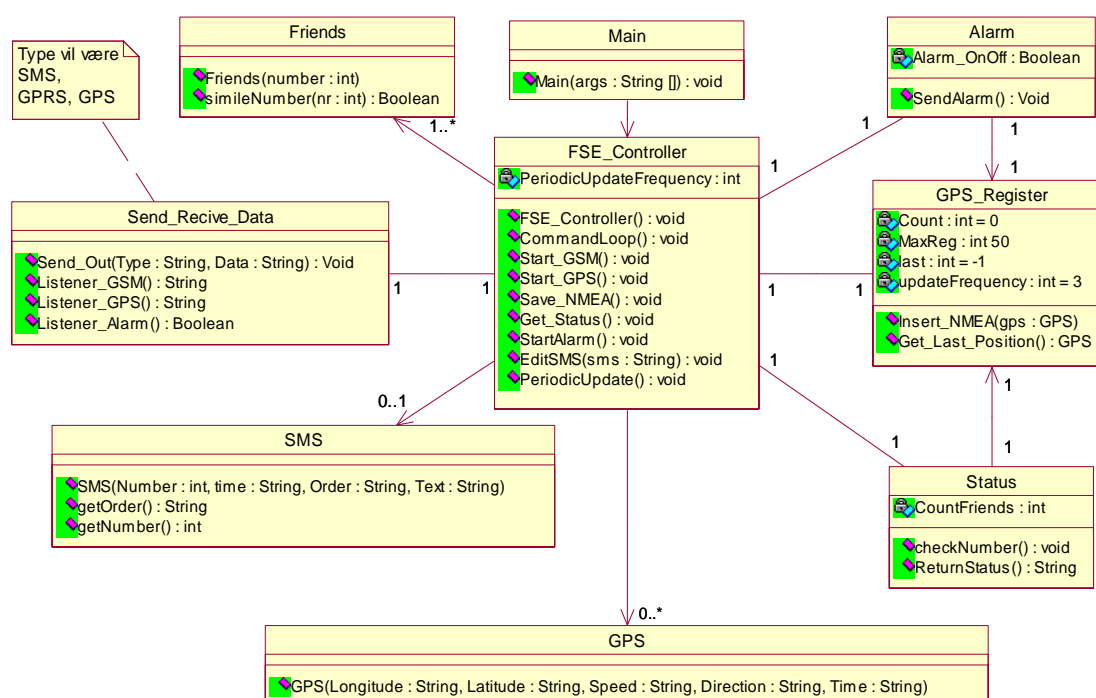 Type vil være
SMS,
GPRS, GPS
Friends
Friends(number : int)
simileNumber(nr : int) : Boolean
1..*
Main
Main(args : String []) : void
Alarm
Alarm_OnOff : Boolean
SendAlarm() : Void
1
1
1
1
FSE_Controller
PeriodicUpdateFrequency : int
FSE_Controller() : void
CommandLoop() : void
Start_GSM() : void
Start_GPS() : void
Save_NMEA() : void
Get_Status() : void
StartAlarm() : void
EditSMS(sms : String) : void
PeriodicUpdate() : void
Send_Recive_Data
Send_Out(Type : String, Data : String) : Void
Listener_GSM() : String
Listener_GPS() : String
Listener_Alarm() : Boolean
1
1
GPS_Register
Count : int = 0
MaxReg : int 50
last : int = -1
updateFrequency : int = 3
Insert_NMEA(gps : GPS)
Get_Last_Position() : GPS
1
1
1
1
1
1
0..1
SMS
SMS(Number : int, time : String, Order : String, Text : String)
getOrder() : String
getNumber() : int
Status
CountFriends : int
checkNumber() : void
ReturnStatus() : String
0..*
GPS
GPS(Longitude : String, Latitude : String, Speed : String, Direction : String, Time : String)